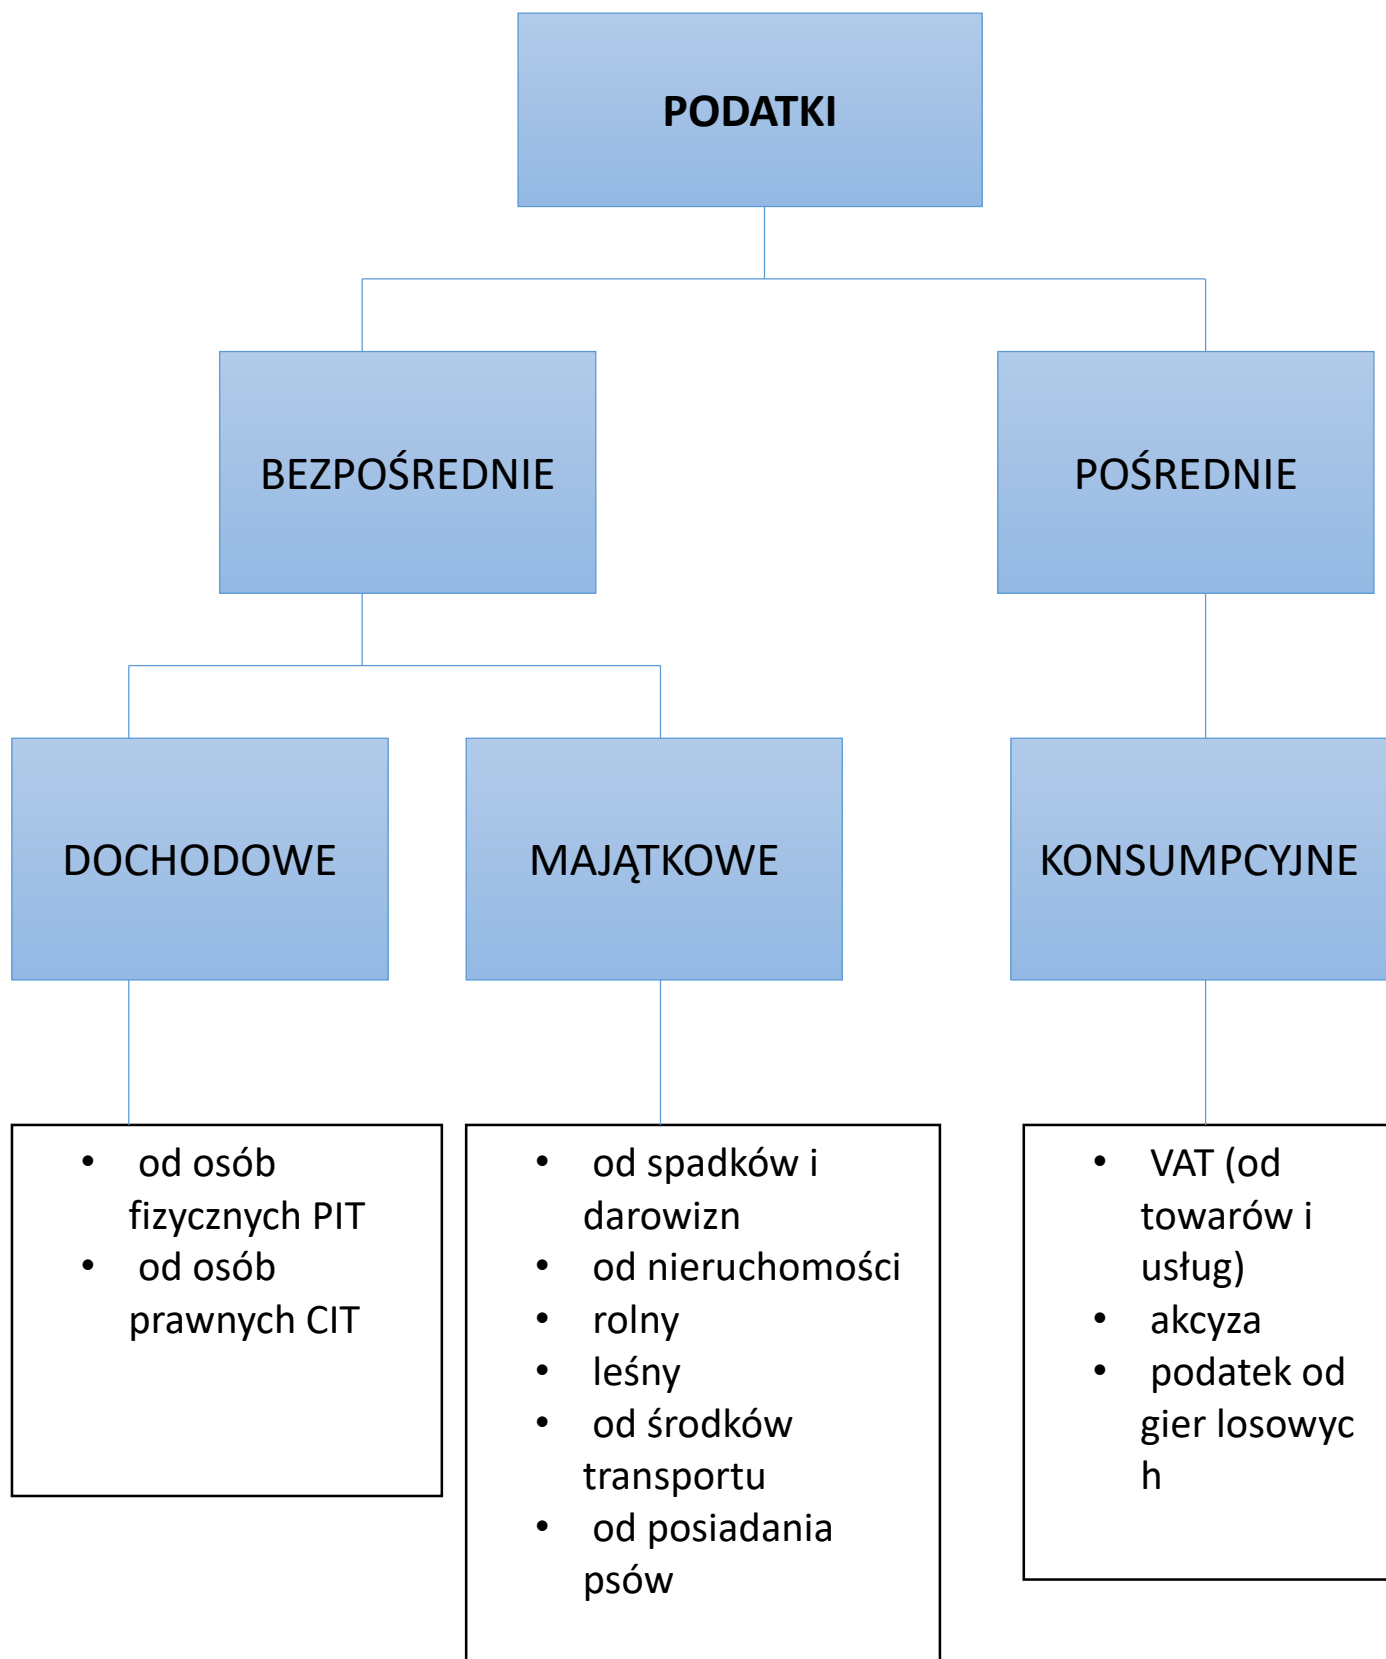 PODATKI
BEZPOŚREDNIE
POŚREDNIE
DOCHODOWE
MAJĄTKOWE
KONSUMPCYJNE
• od osób
fizycznych PIT
• od osób
prawnych CIT
• od spadków i
darowizn
• od nieruchomości
• rolny
• leśny
• od środków
transportu
• od posiadania
psów
• VAT (od
towarów i
usług)
• akcyza
• podatek od
gier losowyc
h